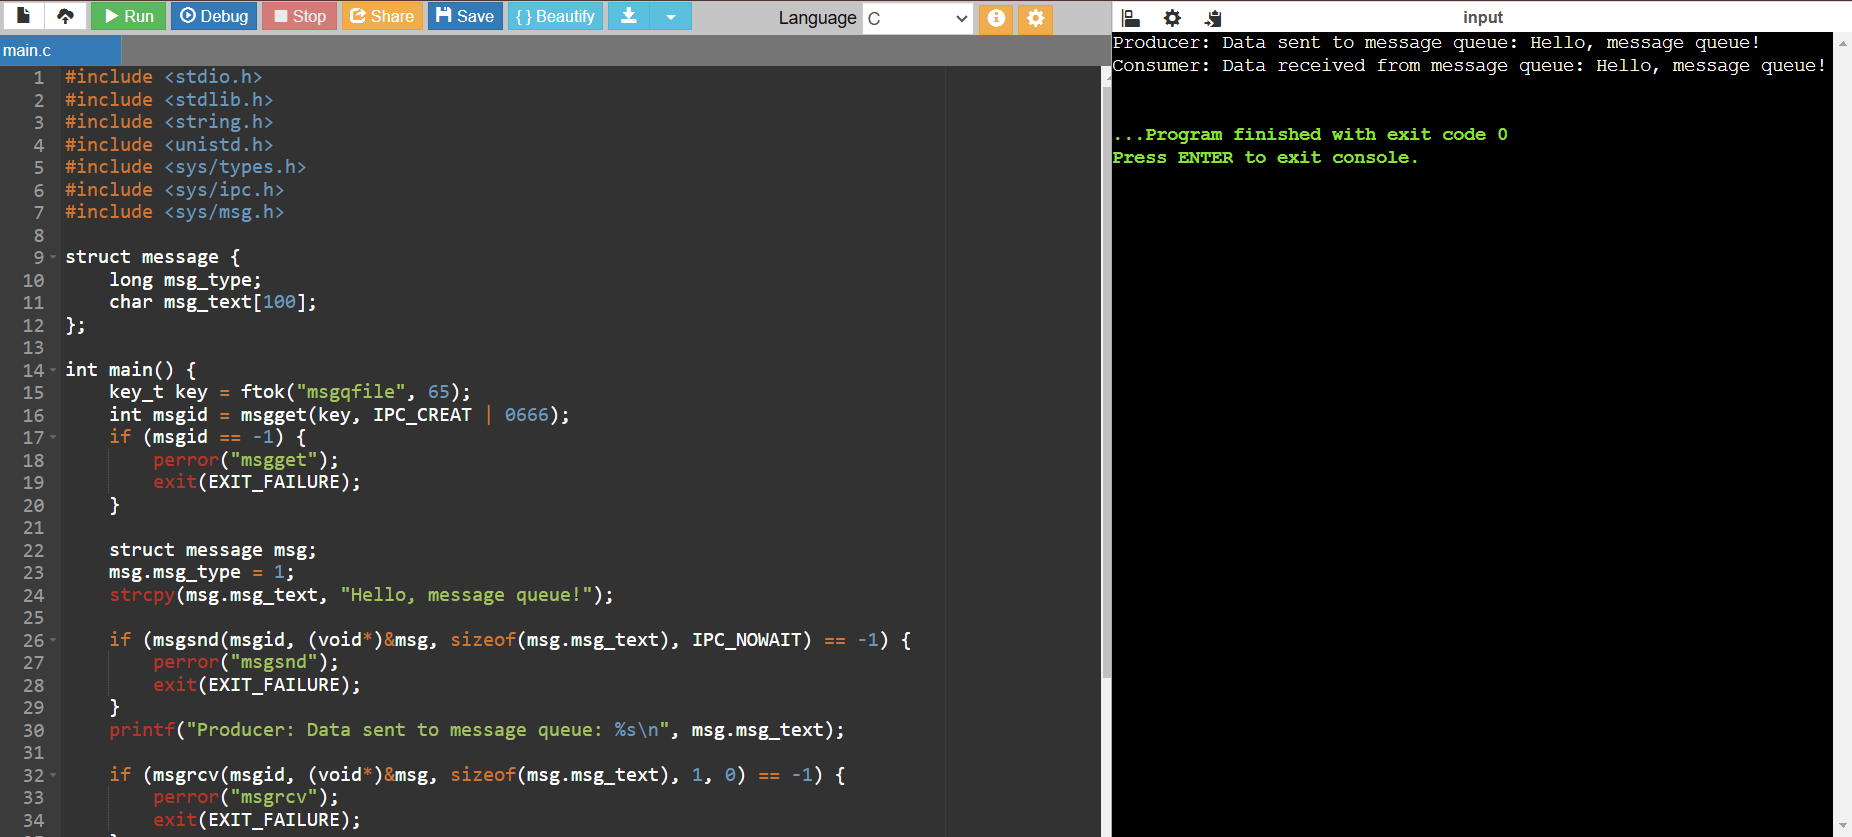 Run Debug Stop Share Save { } Beautify Language C
main.c
1 #include <stdio.h>
2 #include <stdlib.h>
3 #include <string.h>
4 #include <unistd.h>
5 #include <sys/types.h>
6 #include <sys/ipc.h>
7 #include <sys/msg.h>
8
9 struct message {
10     long msg_type;
11     char msg_text[100];
12 };
13
14 int main() {
15     key_t key = ftok("msgqfile", 65);
16     int msgid = msgget(key, IPC_CREAT | 0666);
17     if (msgid == -1) {
18         perror("msgget");
19         exit(EXIT_FAILURE);
20     }
21
22     struct message msg;
23     msg.msg_type = 1;
24     strcpy(msg.msg_text, "Hello, message queue!");
25
26     if (msgsnd(msgid, (void*)&msg, sizeof(msg.msg_text), IPC_NOWAIT) == -1) {
27         perror("msgsnd");
28         exit(EXIT_FAILURE);
29     }
30     printf("Producer: Data sent to message queue: %s\n", msg.msg_text);
31
32     if (msgrcv(msgid, (void*)&msg, sizeof(msg.msg_text), 1, 0) == -1) {
33         perror("msgrcv");
34         exit(EXIT_FAILURE);
input
Producer: Data sent to message queue: Hello, message queue!
Consumer: Data received from message queue: Hello, message queue!
...Program finished with exit code 0
Press ENTER to exit console.